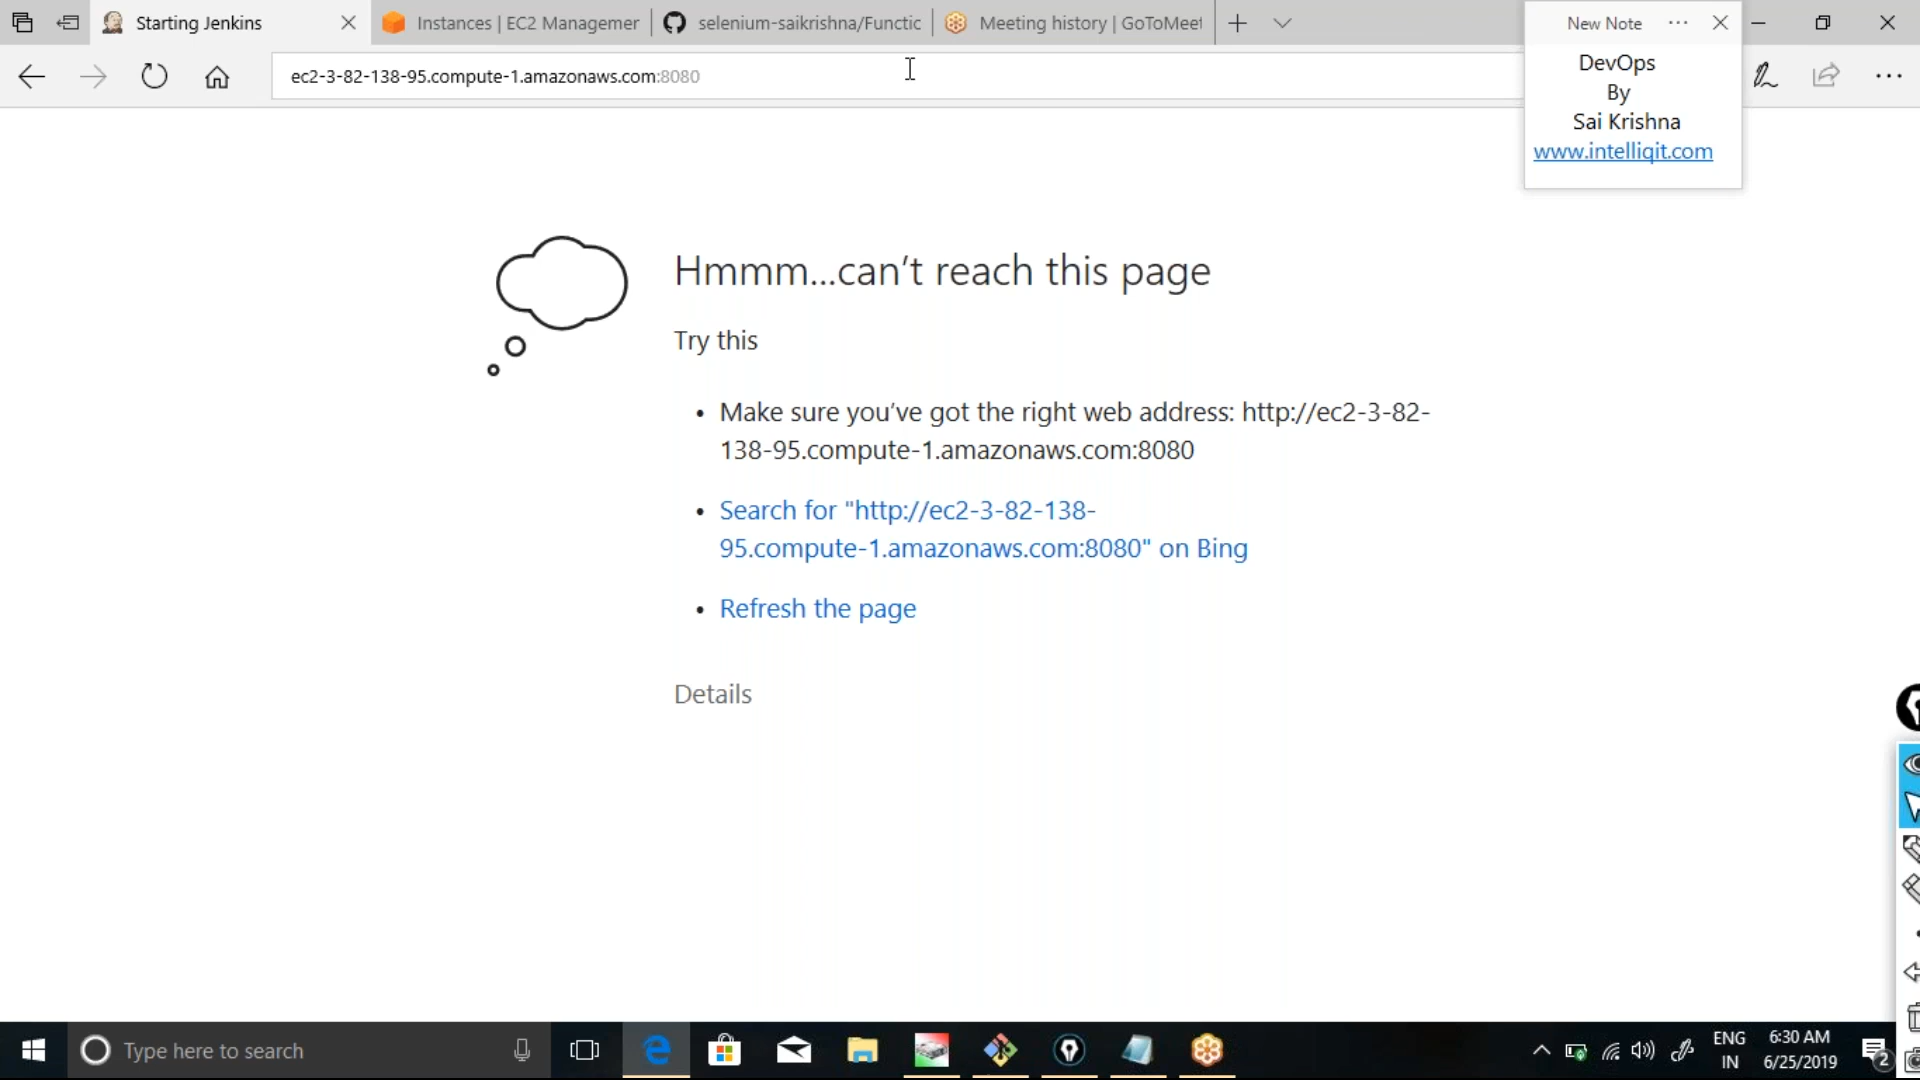 Starting Jenkins
Instances | EC2 Managemer
selenium-saikrishna/Functic
Meeting history | GoToMeet
New Note
ec2-3-82-138-95.compute-1.amazonaws.com:8080
DevOps
By
Sai Krishna
www.intelliqit.com
Hmmm...can’t reach this page
Try this
• Make sure you’ve got the right web address: http://ec2-3-82-
138-95.compute-1.amazonaws.com:8080
• Search for "http://ec2-3-82-138-
95.compute-1.amazonaws.com:8080" on Bing
• Refresh the page
Details
Type here to search
ENG
IN
6:30 AM
6/25/2019
2